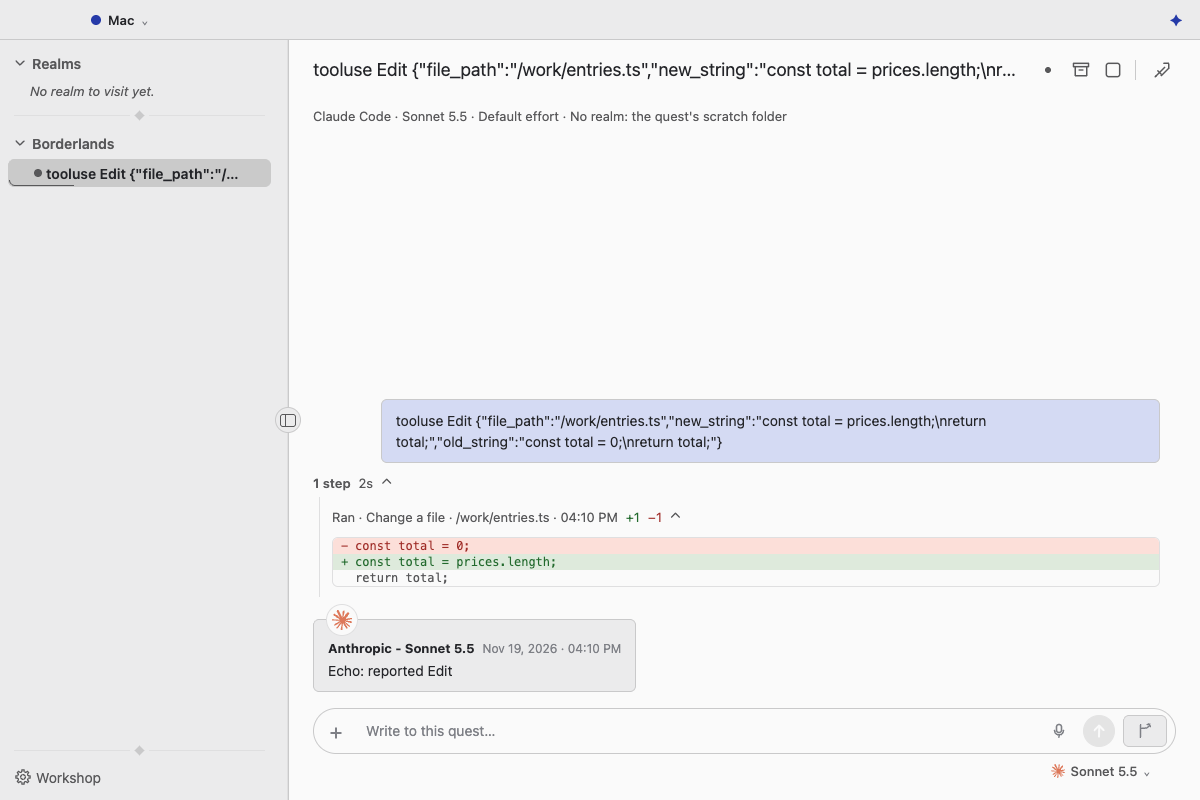 Mac
Realms
No realm to visit yet.
Borderlands
tooluse Edit {"file_path":"/...
Workshop
tooluse Edit {"file_path":"/work/entries.ts","new_string":"const total = prices.length;\nr...
Claude Code · Sonnet 5.5 · Default effort · No realm: the quest's scratch folder
tooluse Edit {"file_path":"/work/entries.ts","new_string":"const total = prices.length;\nreturn
total;","old_string":"const total = 0;\nreturn total;"}
1 step 2s
Ran · Change a file · /work/entries.ts · 04:10 PM +1 −1
− const total = 0;
+ const total = prices.length;
return total;
Anthropic - Sonnet 5.5 Nov 19, 2026 · 04:10 PM
Echo: reported Edit
Write to this quest...
Sonnet 5.5